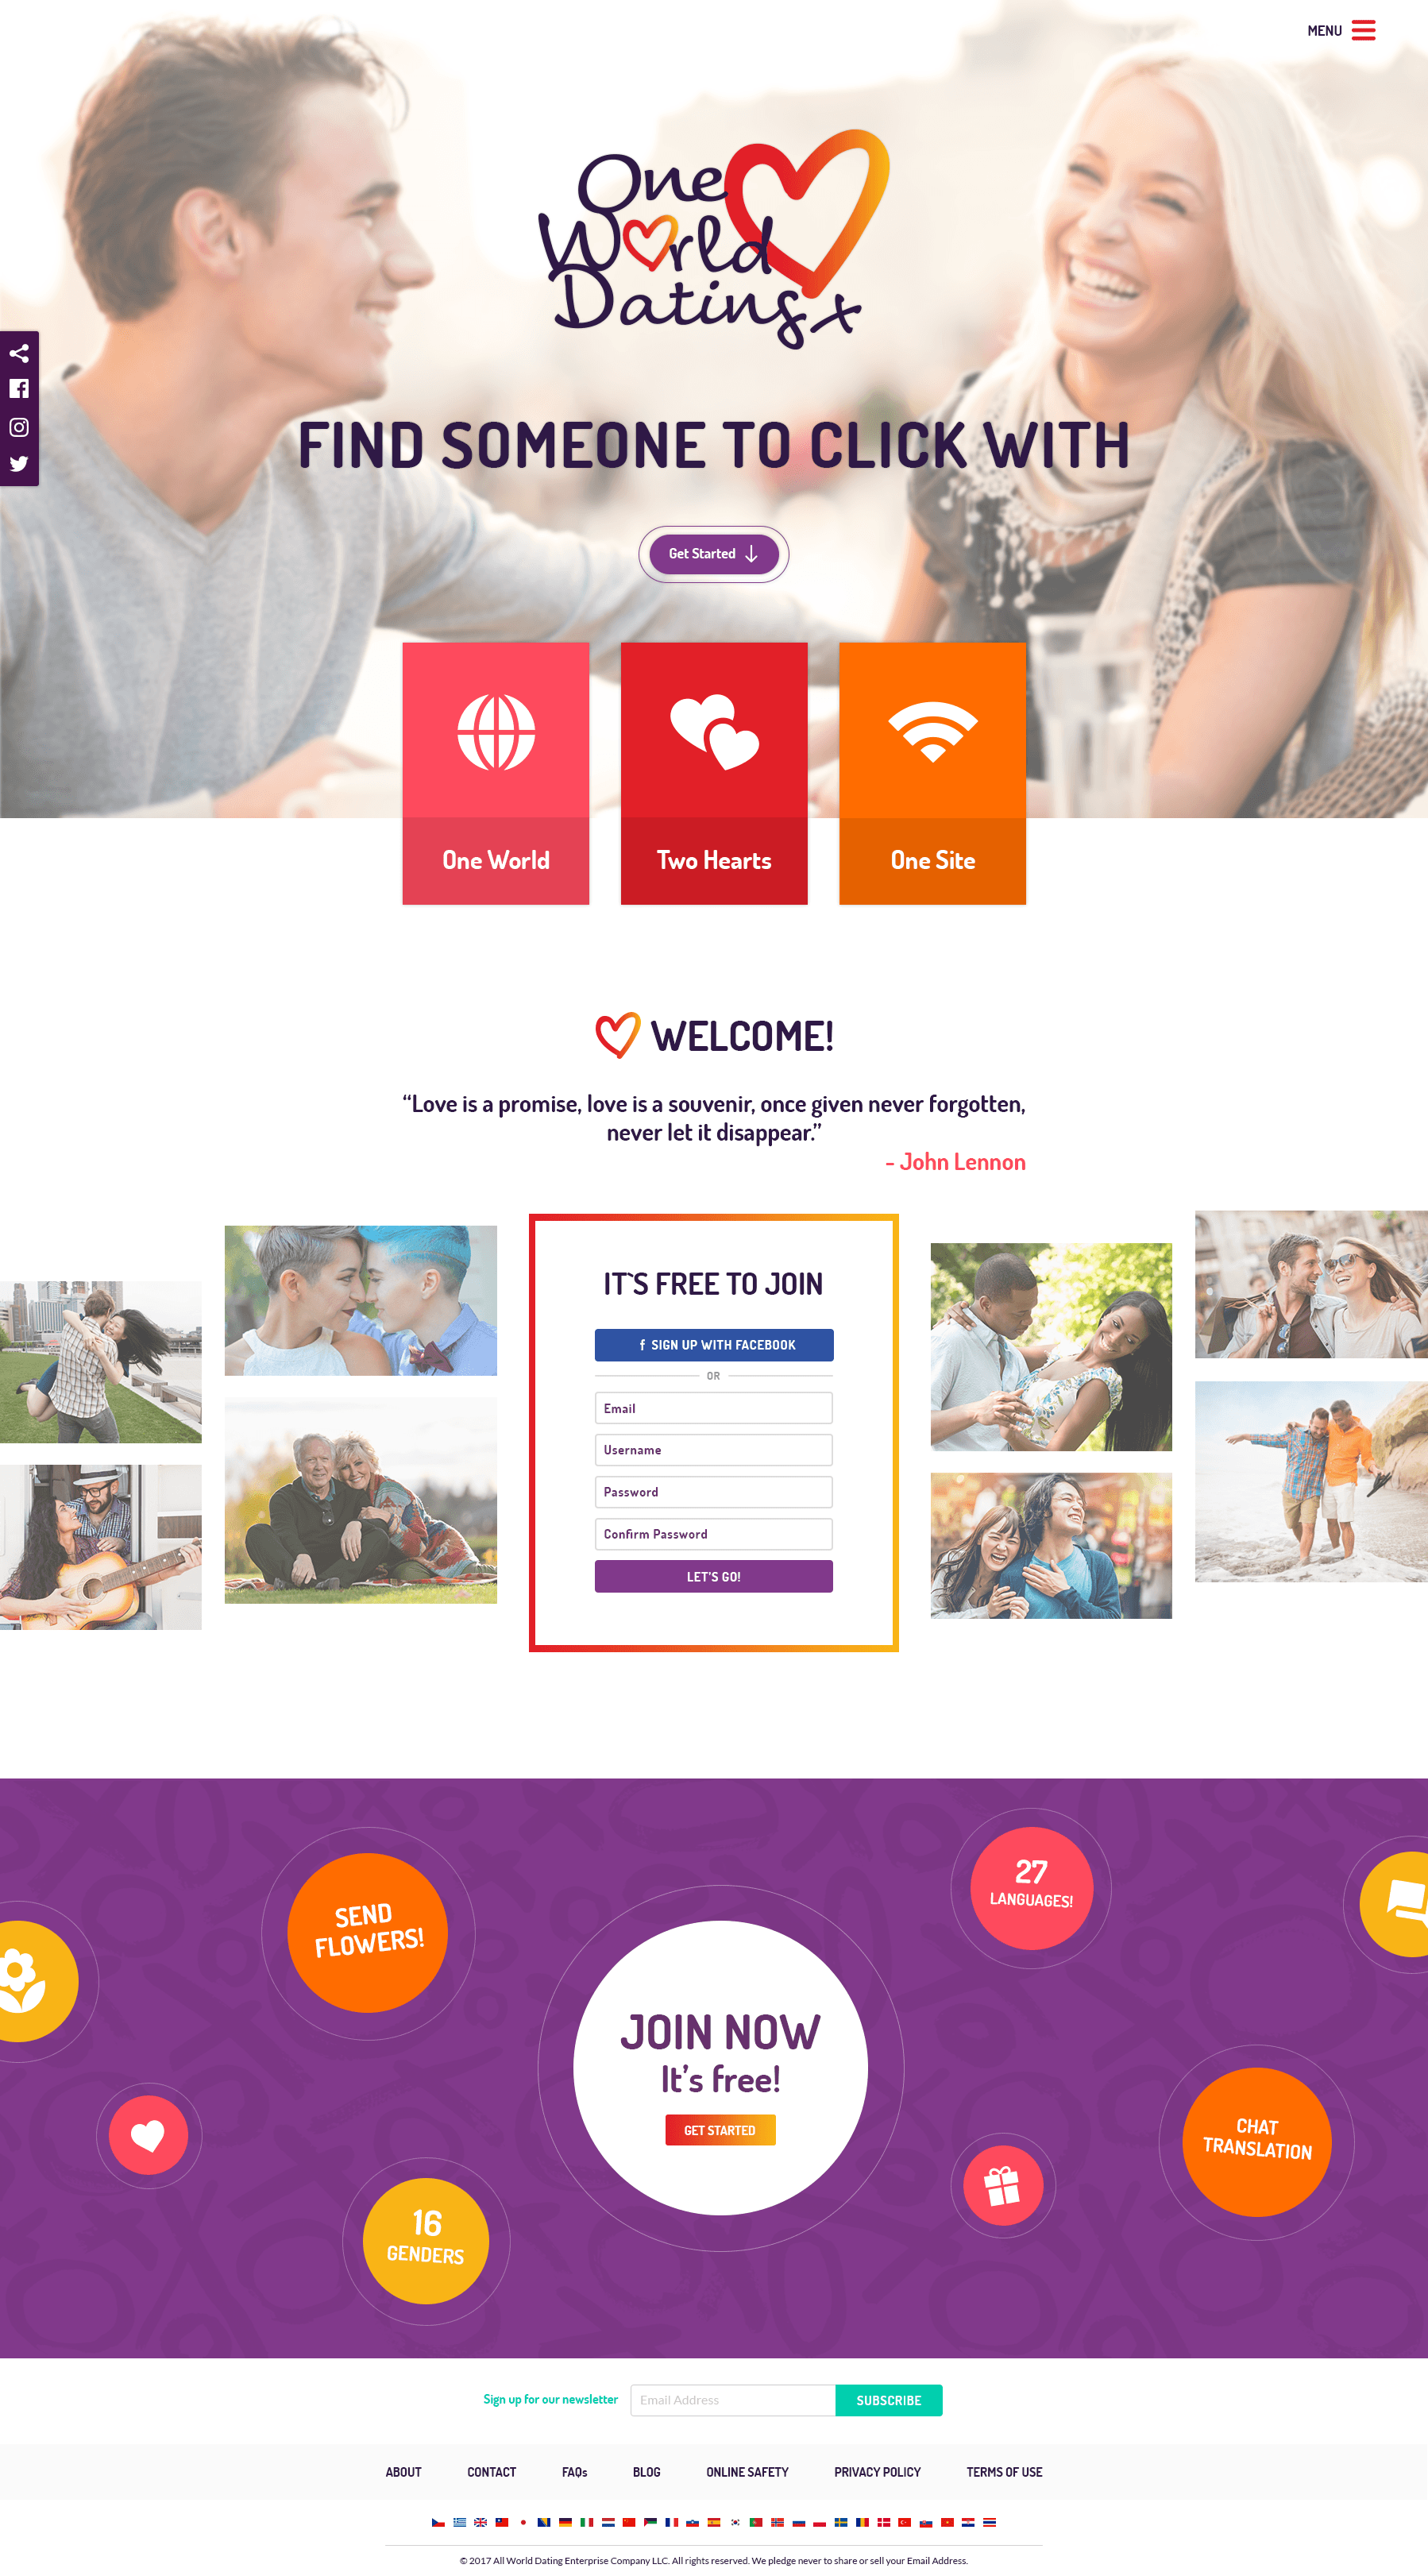 MENU
One
World
Dating x
FIND SOMEONE TO CLICK WITH
Get Started
One World
Two Hearts
One Site
WELCOME!
“Love is a promise, love is a souvenir, once given never forgotten,
never let it disappear.”
- John Lennon
IT`S FREE TO JOIN
f SIGN UP WITH FACEBOOK
OR
Email
Username
Password
Confirm Password
LET'S GO!
SEND
FLOWERS!
27
LANGUAGES!
JOIN NOW
It’s free!
GET STARTED
CHAT
TRANSLATION
16
GENDERS
Sign up for our newsletter
Email Address
SUBSCRIBE
ABOUT CONTACT FAQs BLOG ONLINE SAFETY PRIVACY POLICY TERMS OF USE
© 2017 All World Dating Enterprise Company LLC. All rights reserved. We pledge never to share or sell your Email Address.